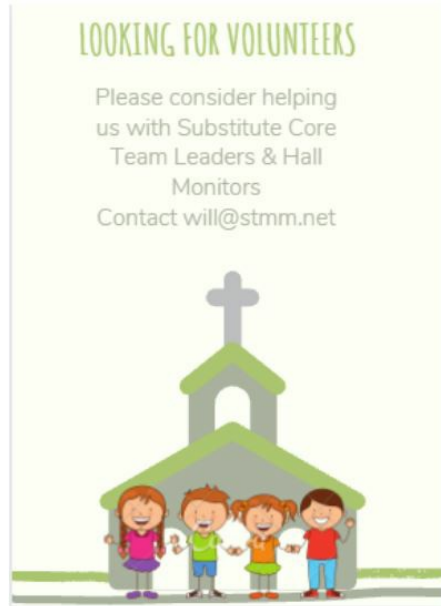 LOOKING FOR VOLUNTEERS
Please consider helping
us with Substitute Core
Team Leaders & Hall
Monitors
Contact will@stmm.net